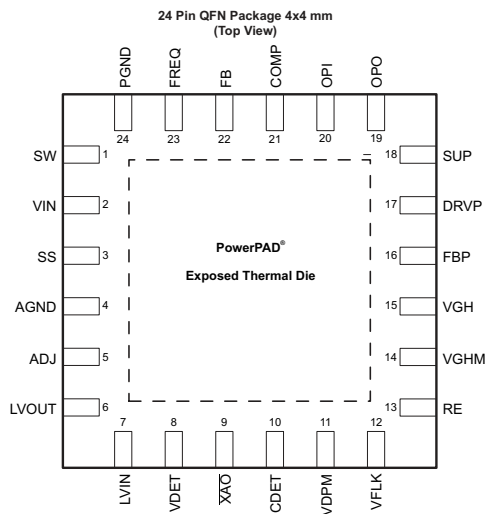 24 Pin QFN Package 4x4 mm
(Top View)
PGND
FREQ
FB
COMP
OPI
OPO
24
23
22
21
20
19
SW
1
VIN
2
SS
3
AGND
4
ADJ
5
LVOUT
6
18
SUP
17
DRVP
16
FBP
15
VGH
14
VGHM
13
RE
PowerPAD®
Exposed Thermal Die
7
8
9
10
11
12
LVIN
VDET
XAO
CDET
VDPM
VFLK